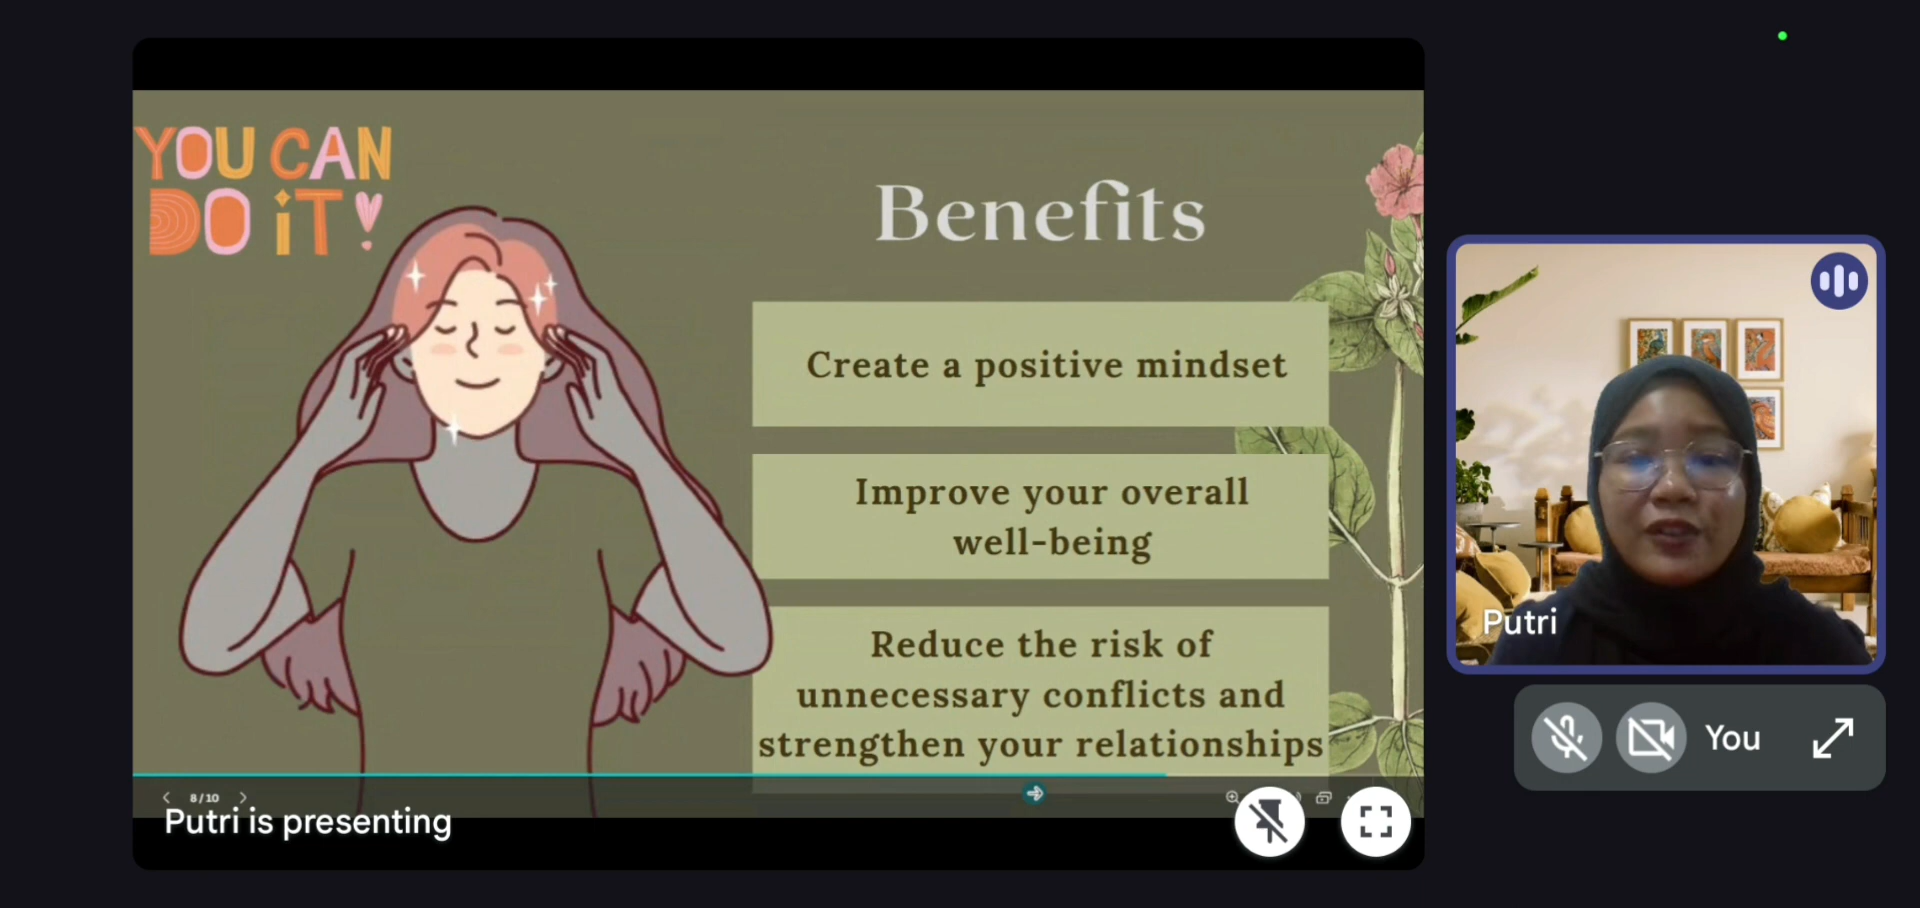 YOU CAN
DO iT!
Benefits
Create a positive mindset
Improve your overall
well-being
Reduce the risk of
unnecessary conflicts and
strengthen your relationships
8/10
Putri is presenting
Putri
You